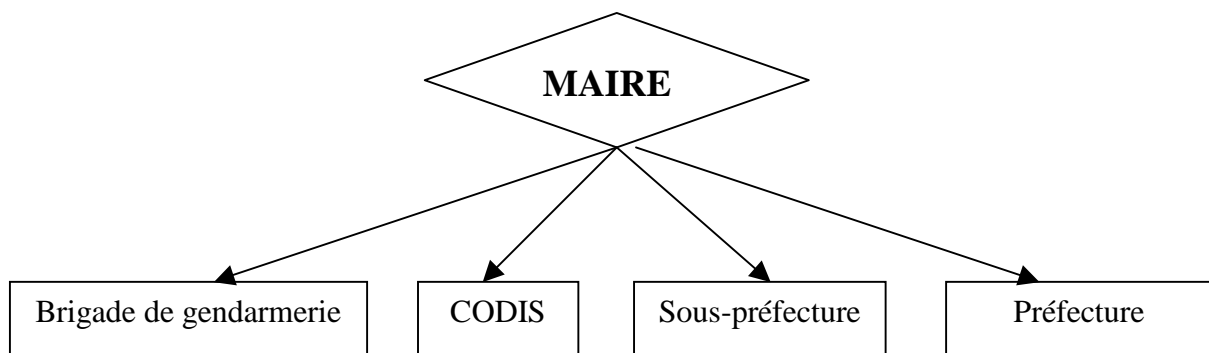 MAIRE
Brigade de gendarmerie
CODIS
Sous-préfecture
Préfecture